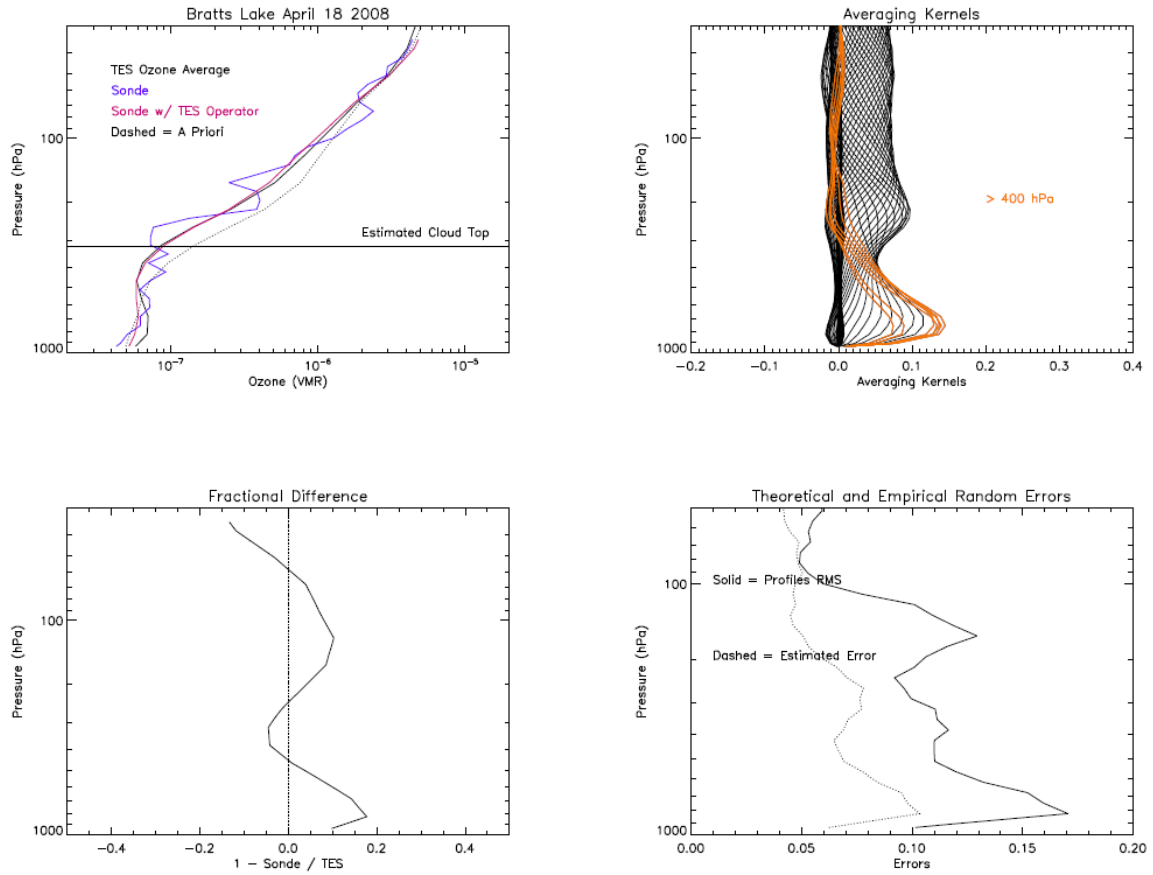 Bratts Lake April 18 2008
TES Ozone Average
Sonde
Sonde w/ TES Operator
Dashed = A Priori
Estimated Cloud Top
Pressure (hPa)
100
1000
10⁻⁷
10⁻⁶
10⁻⁵
Ozone (VMR)
Averaging Kernels
> 400 hPa
Pressure (hPa)
100
1000
−0.2
−0.1
0.0
0.1
0.2
0.3
0.4
Averaging Kernels
Fractional Difference
Pressure (hPa)
100
1000
−0.4
−0.2
0.0
0.2
0.4
1 − Sonde / TES
Theoretical and Empirical Random Errors
Solid = Profiles RMS
Dashed = Estimated Error
Pressure (hPa)
100
1000
0.00
0.05
0.10
0.15
0.20
Errors